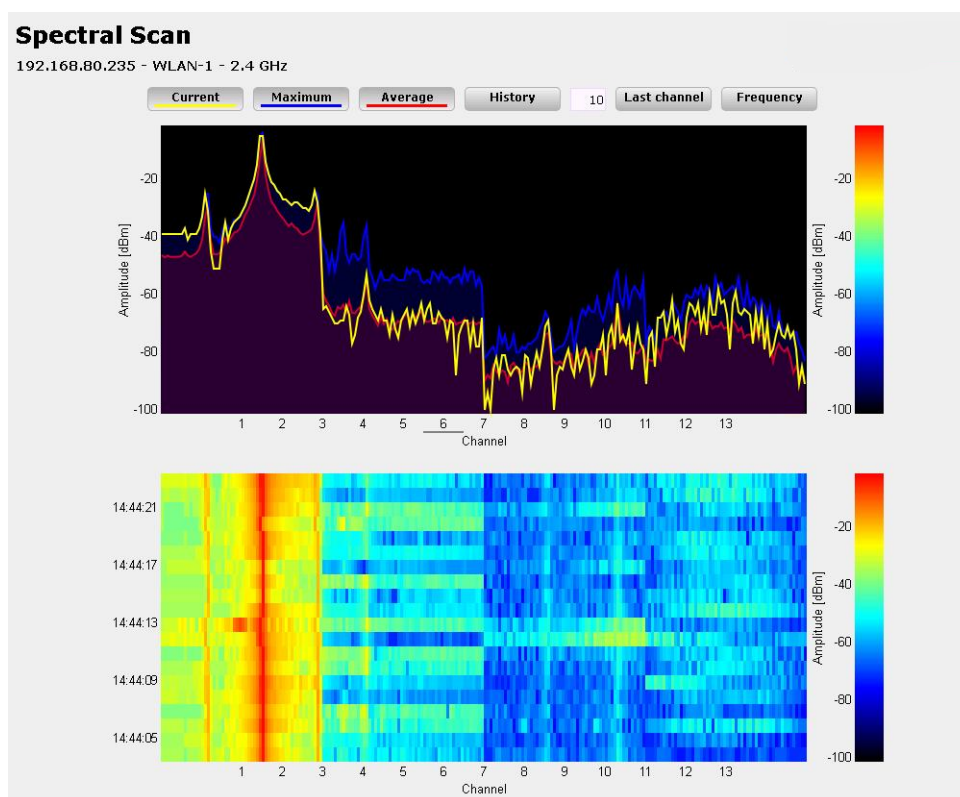 Spectral Scan
192.168.80.235 - WLAN-1 - 2.4 GHz
Current Maximum Average History 10 Last channel Frequency
-20
-40
-60
-80
-100
Amplitude [dBm]
1 2 3 4 5 6 7 8 9 10 11 12 13
Channel
-20
-40
-60
-80
-100
Amplitude [dBm]
14:44:21
14:44:17
14:44:13
14:44:09
14:44:05
1 2 3 4 5 6 7 8 9 10 11 12 13
Channel
-20
-40
-60
-80
-100
Amplitude [dBm]